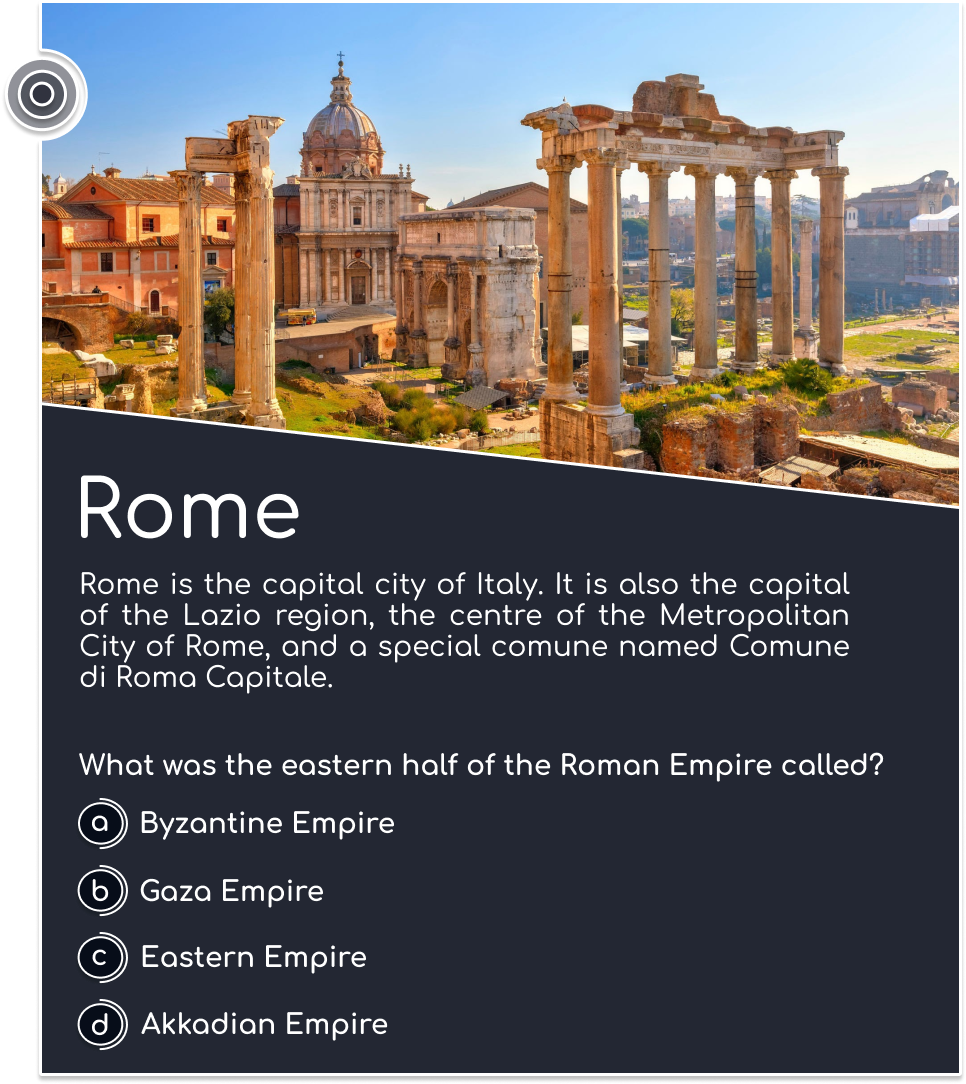 Rome
Rome is the capital city of Italy. It is also the capital
of the Lazio region, the centre of the Metropolitan
City of Rome, and a special comune named Comune
di Roma Capitale.
What was the eastern half of the Roman Empire called?
a Byzantine Empire
b Gaza Empire
c Eastern Empire
d Akkadian Empire